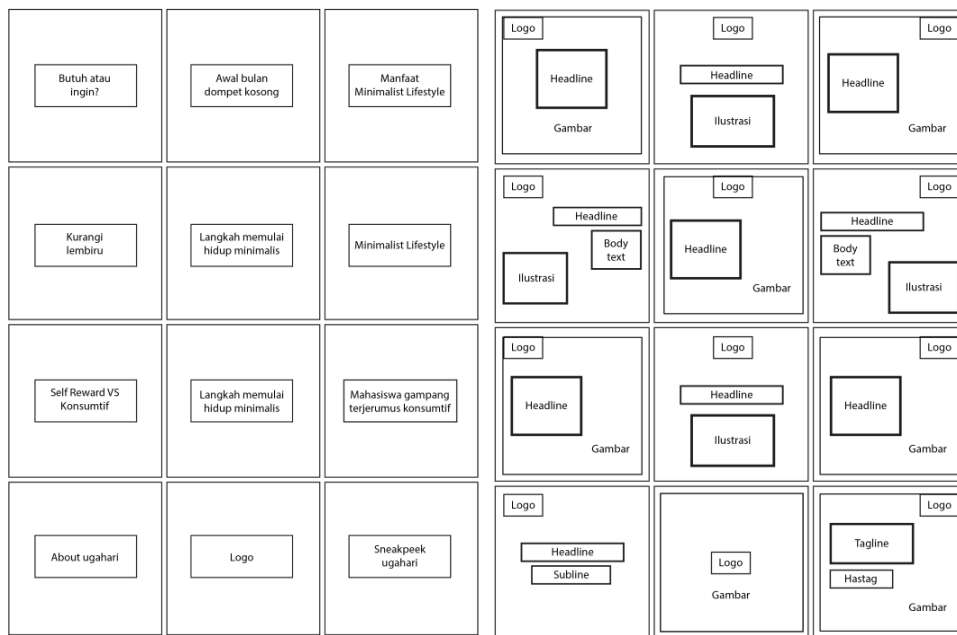 Butuh atau
ingin?
Awal bulan
dompet kosong
Manfaat
Minimalist Lifestyle
Kurangi
lembiru
Langkah memulai
hidup minimalis
Minimalist Lifestyle
Self Reward VS
Konsumtif
Langkah memulai
hidup minimalis
Mahasiswa gampang
terjerumus konsumtif
About ugahari
Logo
Sneakpeek
ugahari
Logo
Headline
Gambar
Logo
Headline
Ilustrasi
Logo
Headline
Gambar
Logo
Headline
Body
text
Ilustrasi
Logo
Headline
Gambar
Logo
Headline
Body
text
Ilustrasi
Logo
Headline
Gambar
Logo
Headline
Ilustrasi
Logo
Headline
Gambar
Logo
Headline
Subline
Logo
Gambar
Logo
Tagline
Hastag
Gambar